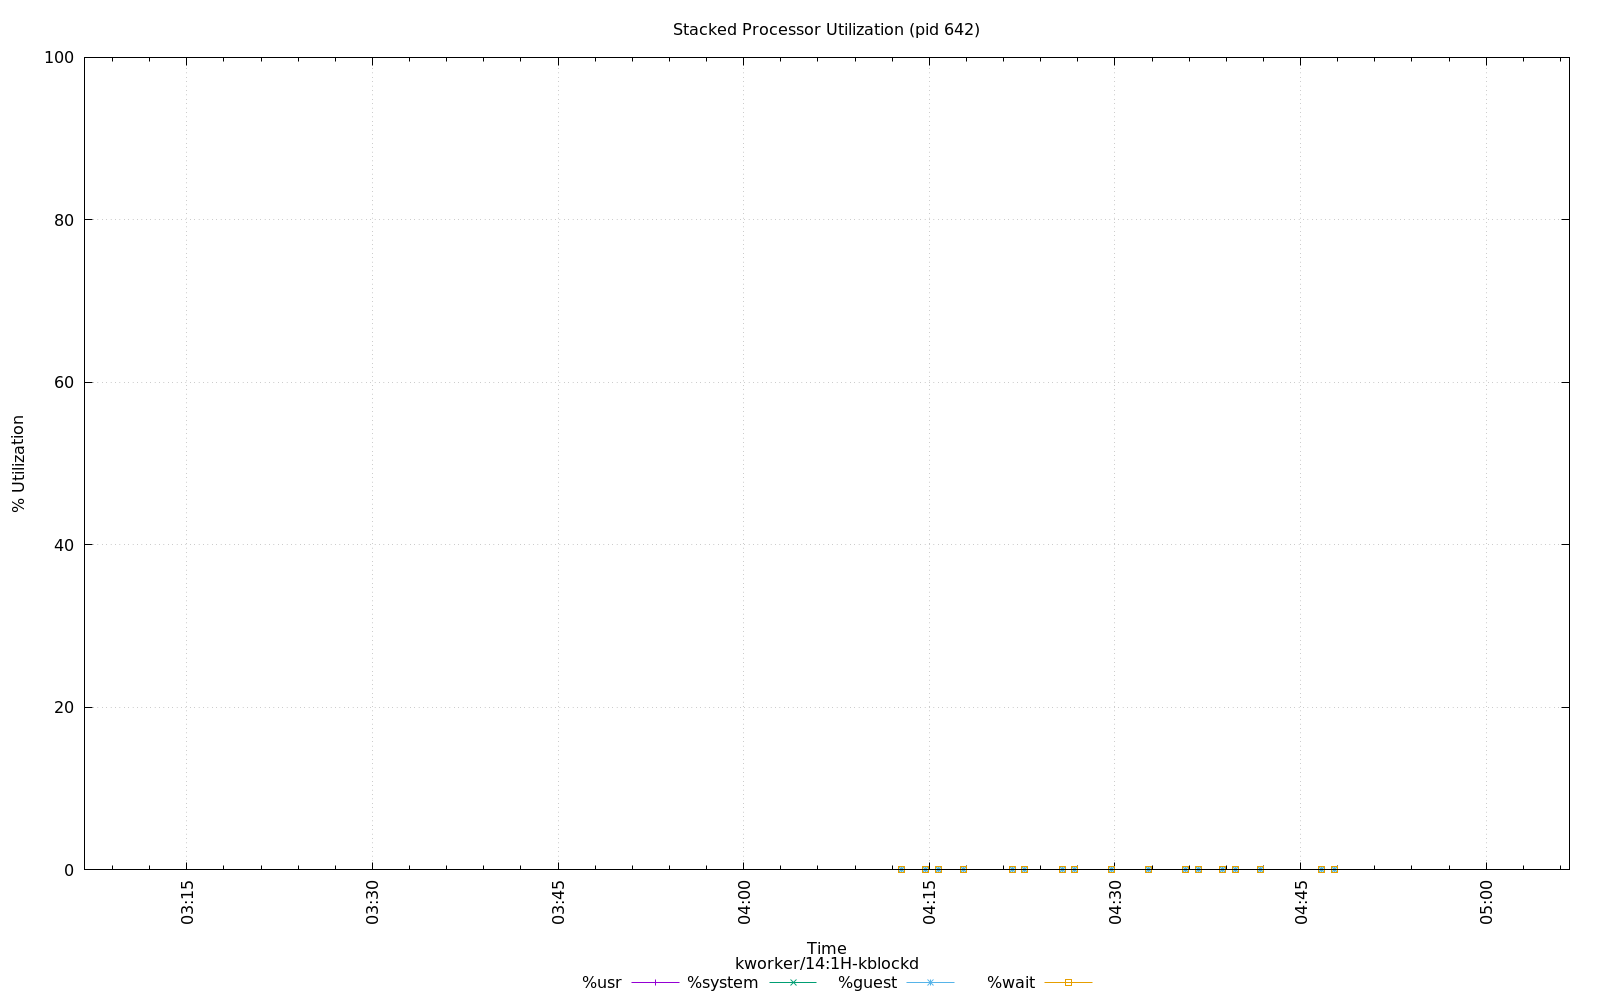 Stacked Processor Utilization (pid 642)
100
80
60
40
20
0
% Utilization
03:15
03:30
03:45
04:00
04:15
04:30
04:45
05:00
Time
kworker/14:1H-kblockd
%usr %system %guest %wait